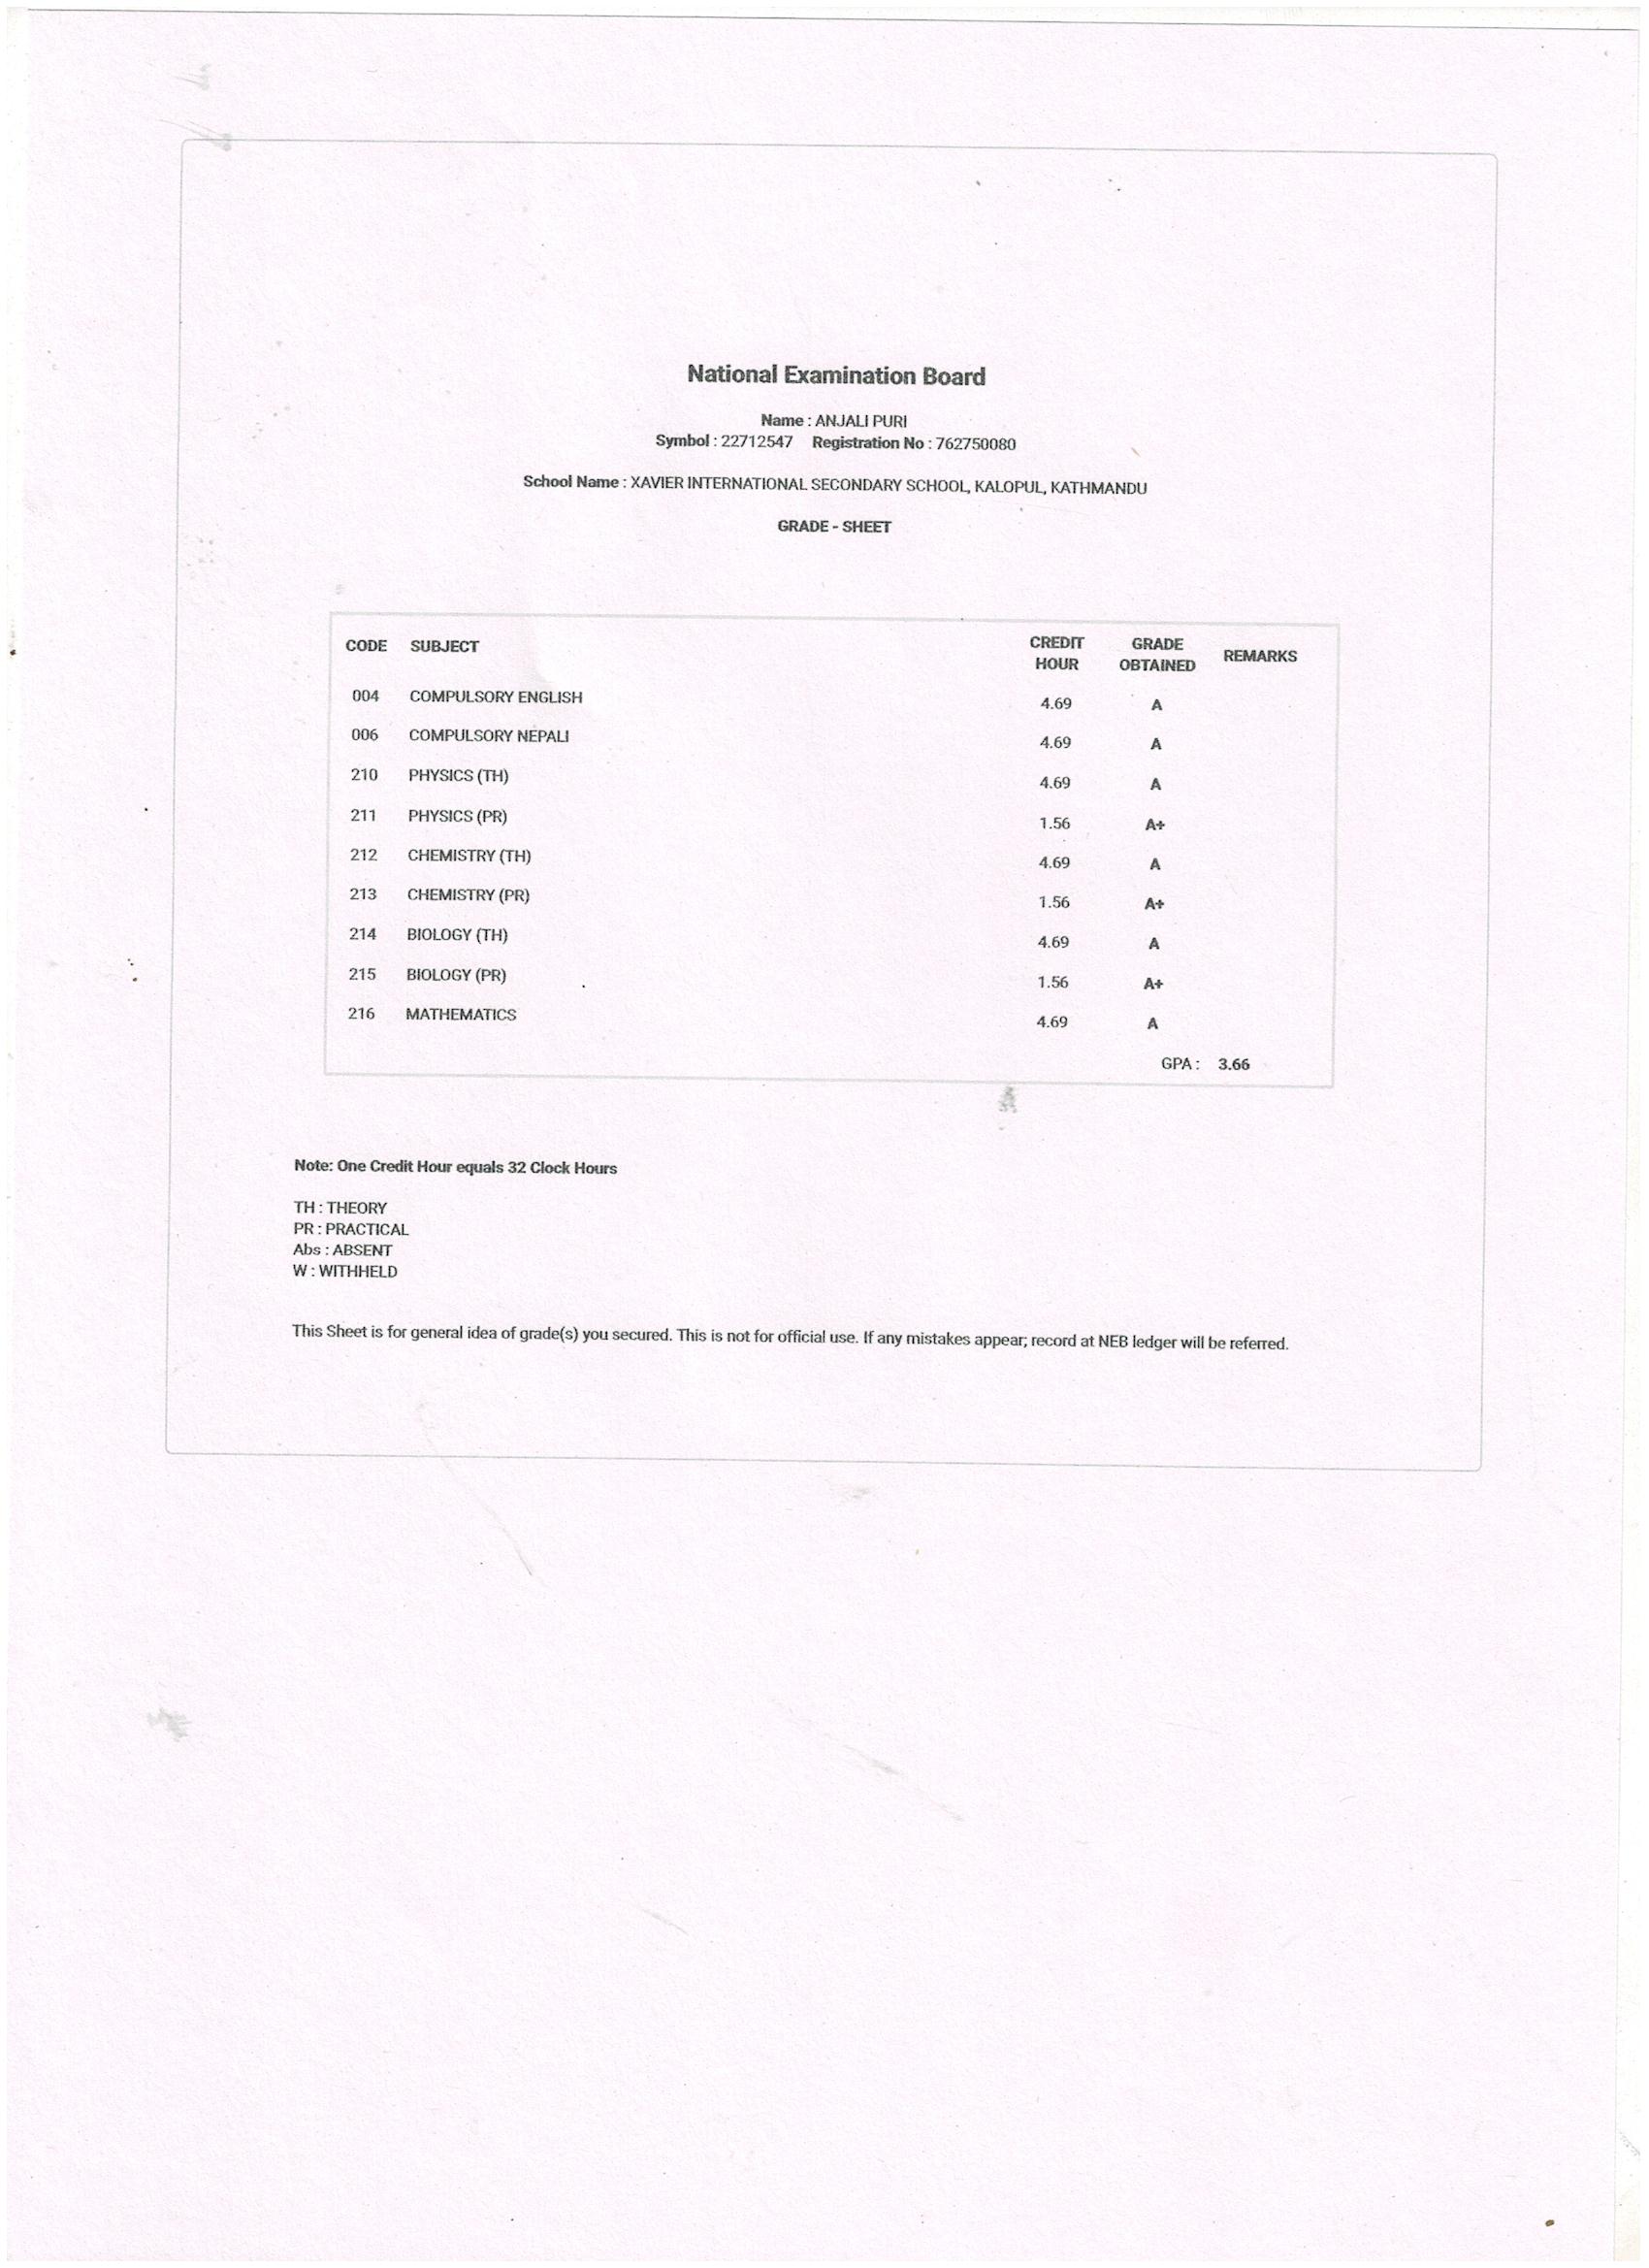 National Examination Board
Name : ANJALI PURI
Symbol : 22712547 Registration No : 762750080
School Name : XAVIER INTERNATIONAL SECONDARY SCHOOL, KALOPUL, KATHMANDU
GRADE - SHEET
CODE SUBJECT CREDIT HOUR GRADE OBTAINED REMARKS
004 COMPULSORY ENGLISH 4.69 A
006 COMPULSORY NEPALI 4.69 A
210 PHYSICS (TH) 4.69 A
211 PHYSICS (PR) 1.56 A+
212 CHEMISTRY (TH) 4.69 A
213 CHEMISTRY (PR) 1.56 A+
214 BIOLOGY (TH) 4.69 A
215 BIOLOGY (PR) 1.56 A+
216 MATHEMATICS 4.69 A
GPA : 3.66
Note: One Credit Hour equals 32 Clock Hours
TH : THEORY
PR : PRACTICAL
Abs : ABSENT
W : WITHHELD
This Sheet is for general idea of grade(s) you secured. This is not for official use. If any mistakes appear; record at NEB ledger will be referred.